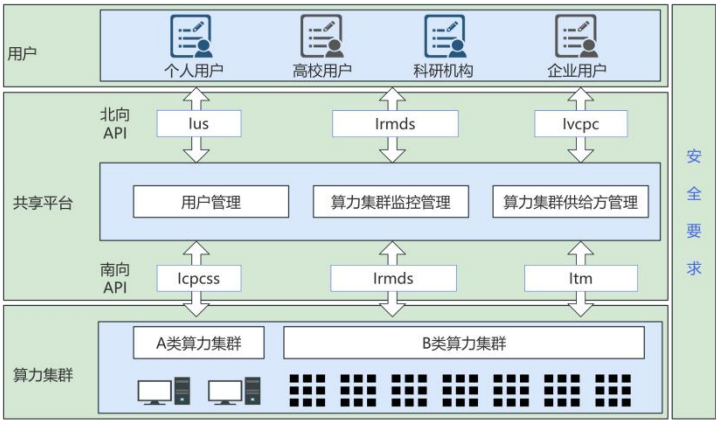 用户
个人用户
高校用户
科研机构
企业用户
北向
API
Ius
Irmds
Ivcpc
共享平台
用户管理
算力集群监控管理
算力集群供给方管理
南向
API
Icpcss
Irmds
Itm
算力集群
A类算力集群
B类算力集群
安
全
要
求